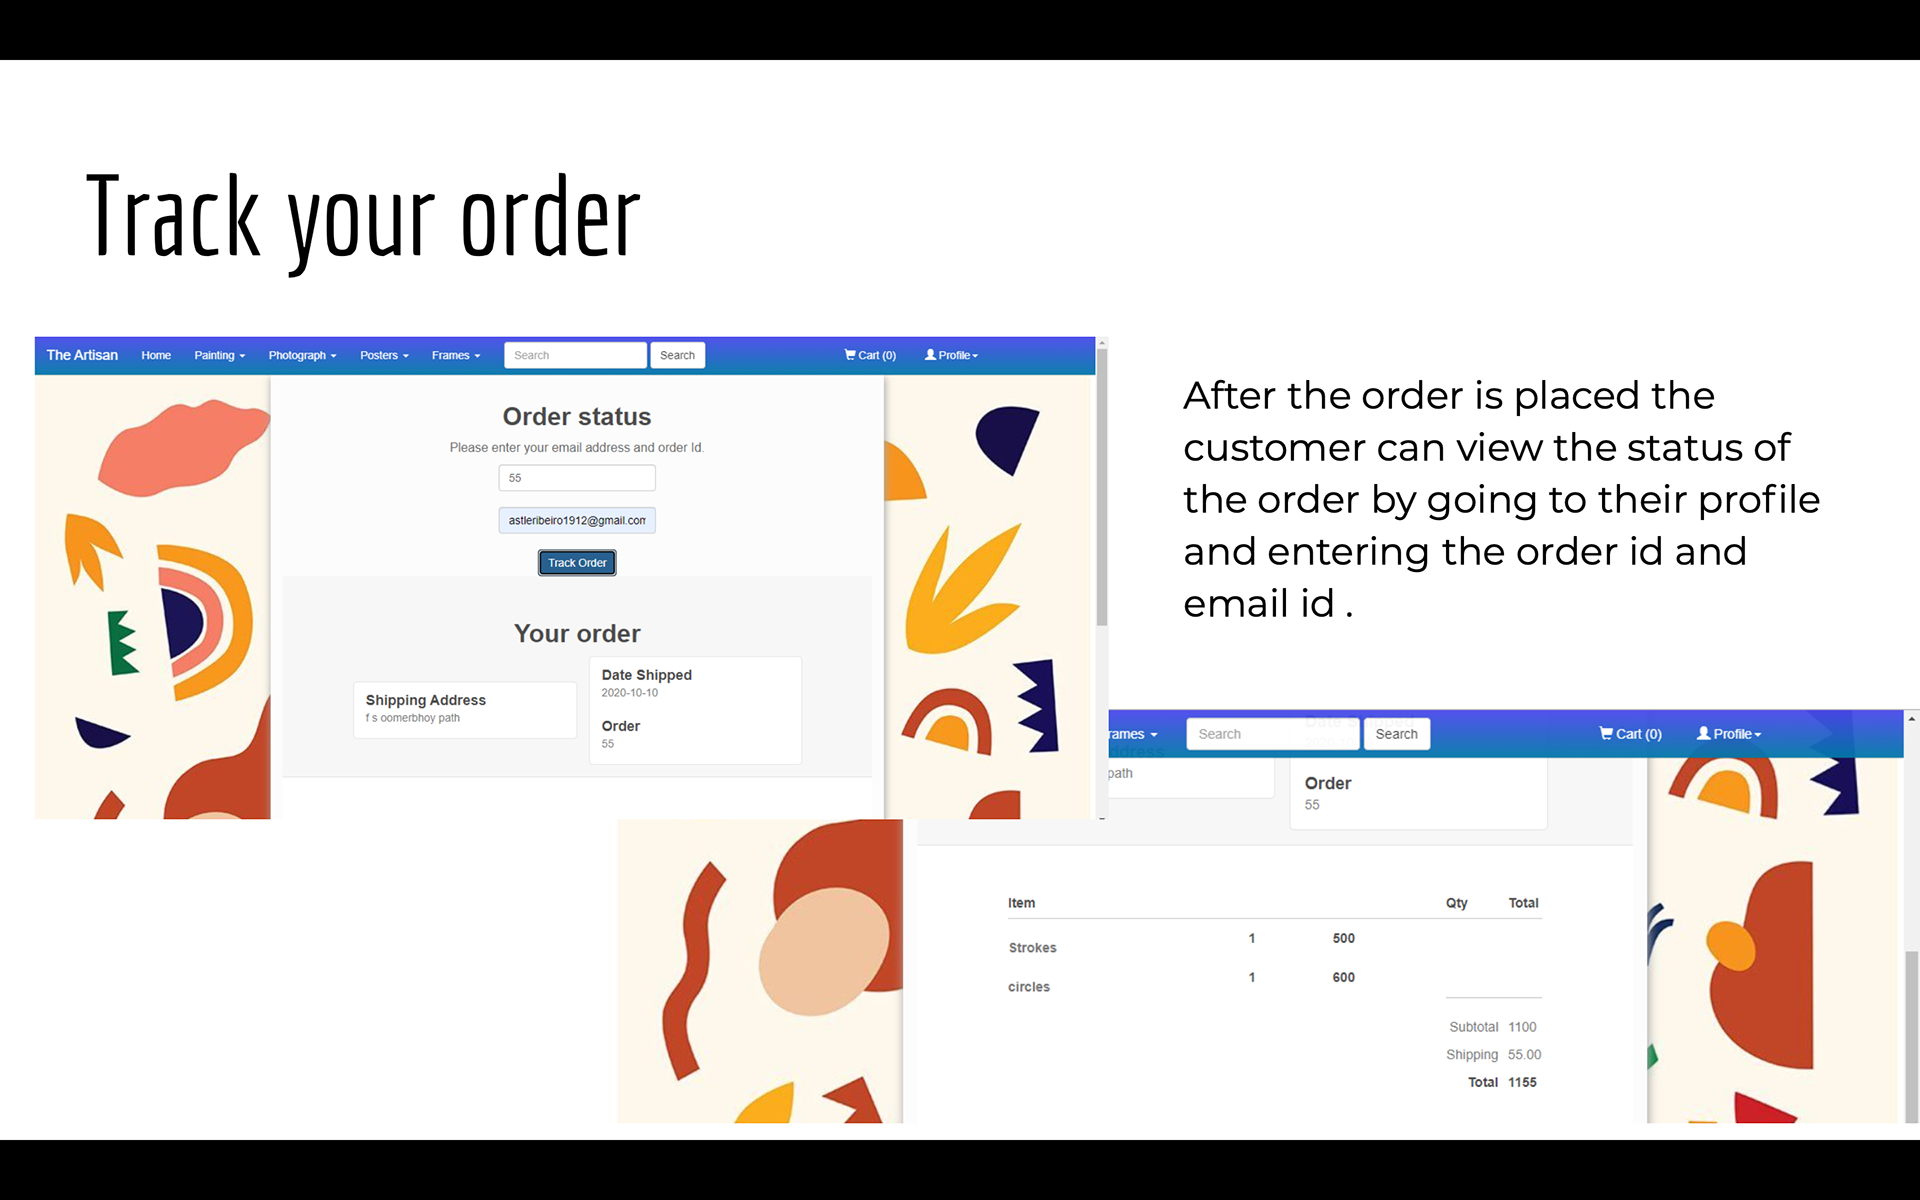 Track your order
The Artisan Home Painting Photograph Posters Frames Search Search Cart (0) Profile
Order status
Please enter your email address and order Id.
55
astleribeiro1912@gmail.com
Track Order
Your order
Shipping Address
f s oomerbhoy path
Date Shipped
2020-10-10
Order
55
After the order is placed the
customer can view the status of
the order by going to their profile
and entering the order id and
email id .
rames Search Search Cart (0) Profile
path
Order
55
Item Qty Total
Strokes 1 500
circles 1 600
Subtotal 1100
Shipping 55.00
Total 1155